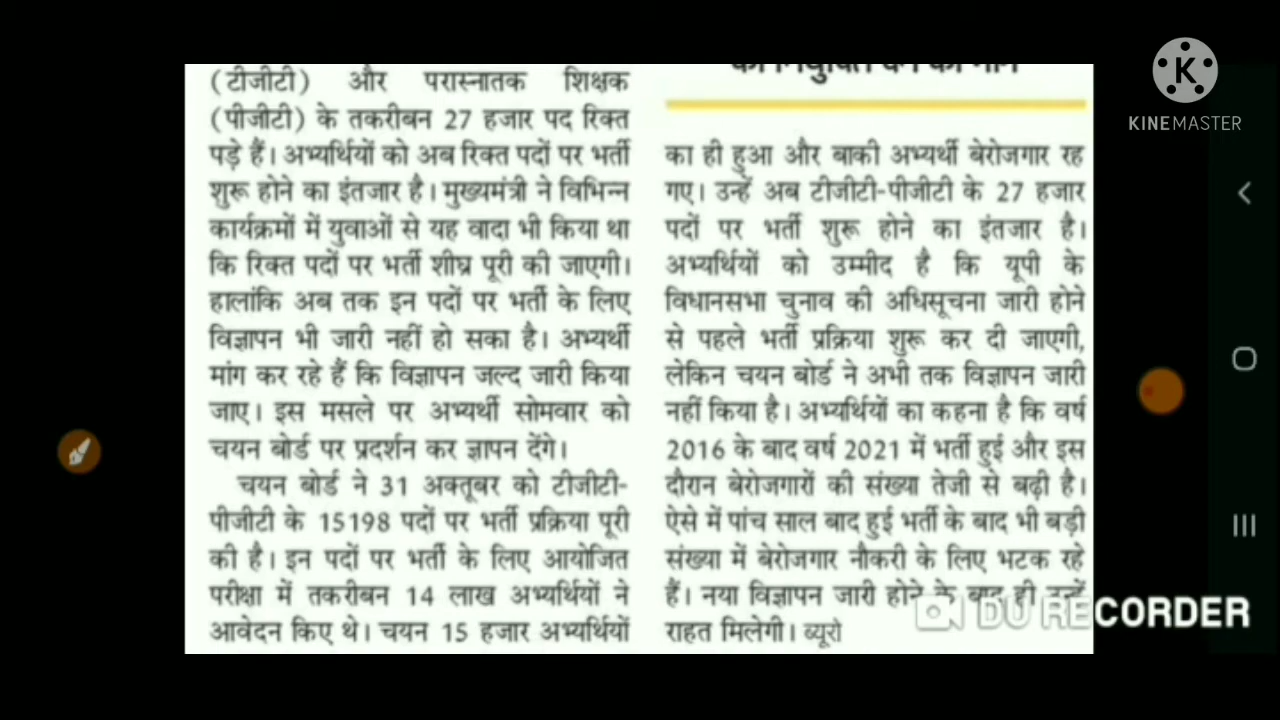 (टीजीटी) और परास्नातक शिक्षक
(पीजीटी) के तकरीबन 27 हजार पद रिक्त
पड़े हैं। अभ्यर्थियों को अब रिक्त पदों पर भर्ती
शुरू होने का इंतजार है। मुख्यमंत्री ने विभिन्न
कार्यक्रमों में युवाओं से यह वादा भी किया था
कि रिक्त पदों पर भर्ती शीघ्र पूरी की जाएगी।
हालांकि अब तक इन पदों पर भर्ती के लिए
विज्ञापन भी जारी नहीं हो सका है। अभ्यर्थी
मांग कर रहे हैं कि विज्ञापन जल्द जारी किया
जाए। इस मसले पर अभ्यर्थी सोमवार को
चयन बोर्ड पर प्रदर्शन कर ज्ञापन देंगे।
चयन बोर्ड ने 31 अक्तूबर को टीजीटी-
पीजीटी के 15198 पदों पर भर्ती प्रक्रिया पूरी
की है। इन पदों पर भर्ती के लिए आयोजित
परीक्षा में तकरीबन 14 लाख अभ्यर्थियों ने
आवेदन किए थे। चयन 15 हजार अभ्यर्थियों
का ही हुआ और बाकी अभ्यर्थी बेरोजगार रह
गए। उन्हें अब टीजीटी-पीजीटी के 27 हजार
पदों पर भर्ती शुरू होने का इंतजार है।
अभ्यर्थियों को उम्मीद है कि यूपी के
विधानसभा चुनाव की अधिसूचना जारी होने
से पहले भर्ती प्रक्रिया शुरू कर दी जाएगी,
लेकिन चयन बोर्ड ने अभी तक विज्ञापन जारी
नहीं किया है। अभ्यर्थियों का कहना है कि वर्ष
2016 के बाद वर्ष 2021 में भर्ती हुई और इस
दौरान बेरोजगारों की संख्या तेजी से बढ़ी है।
ऐसे में पांच साल बाद हुई भर्ती के बाद भी बड़ी
संख्या में बेरोजगार नौकरी के लिए भटक रहे
हैं। नया विज्ञापन जारी होने के बाद ही उन्हें
राहत मिलेगी। ब्यूरो
K
KINEMASTER
DU RECORDER